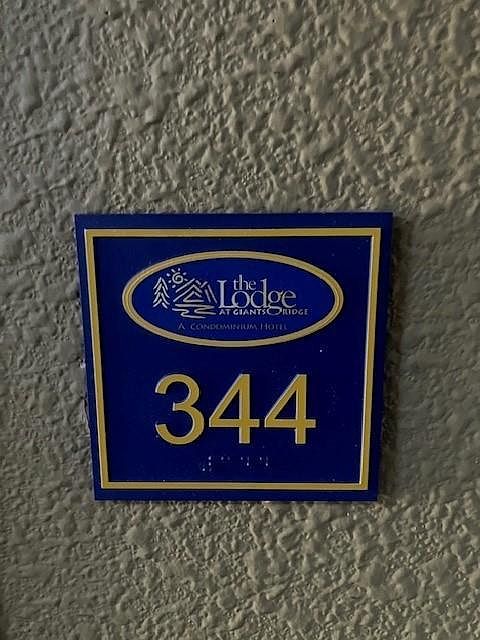 the
Lodge
AT GIANTS RIDGE
A CONDOMINIUM HOTEL
344